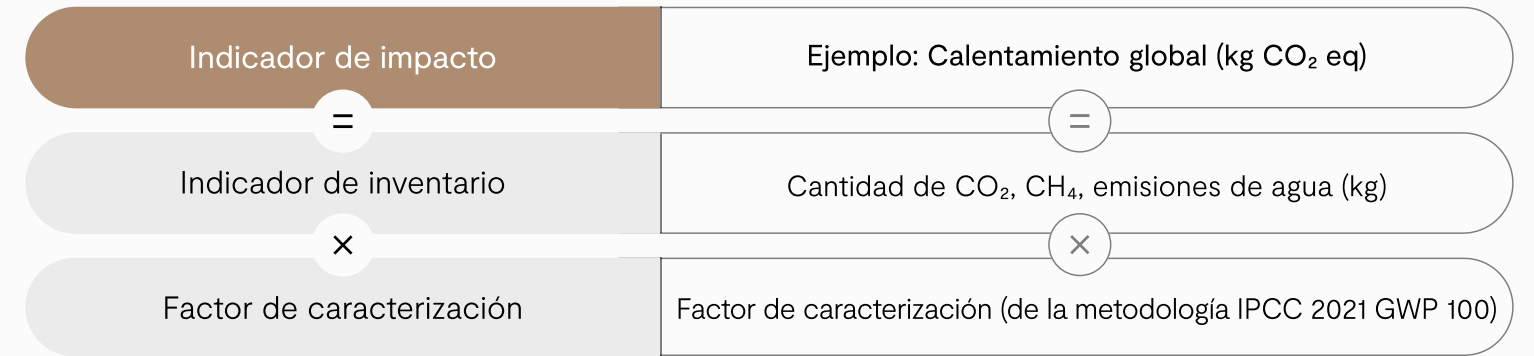 Indicador de impacto
Ejemplo: Calentamiento global (kg CO₂ eq)
=
=
Indicador de inventario
Cantidad de CO₂, CH₄, emisiones de agua (kg)
×
×
Factor de caracterización
Factor de caracterización (de la metodología IPCC 2021 GWP 100)